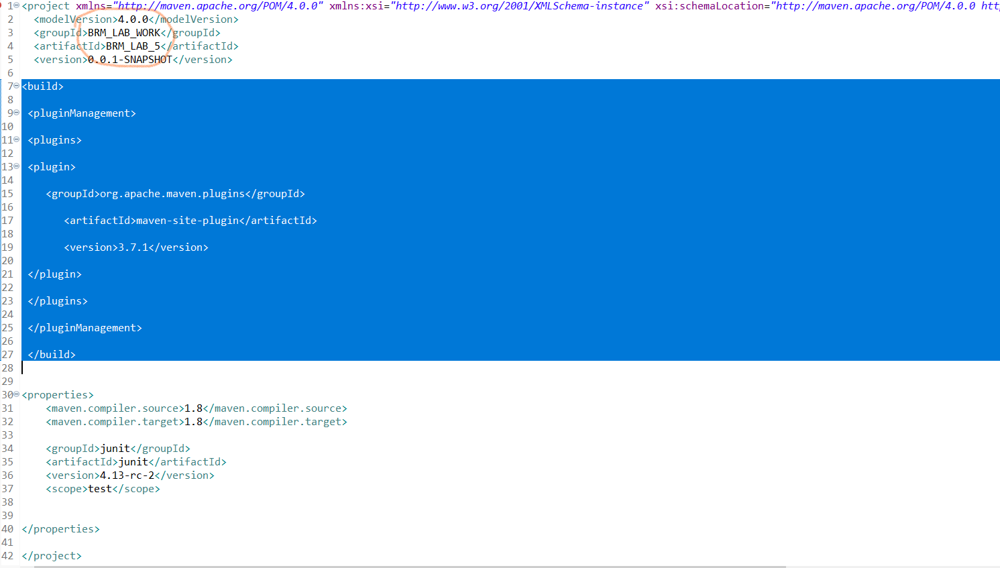 1 <project xmlns="http://maven.apache.org/POM/4.0.0" xmlns:xsi="http://www.w3.org/2001/XMLSchema-instance" xsi:schemaLocation="http://maven.apache.org/POM/4.0.0 htt
2 <modelVersion>4.0.0</modelVersion>
3 <groupId>BRM_LAB_WORK</groupId>
4 <artifactId>BRM_LAB_5</artifactId>
5 <version>0.0.1-SNAPSHOT</version>
6
7 <build>
8
9 <pluginManagement>
10
11 <plugins>
12
13 <plugin>
14
15 <groupId>org.apache.maven.plugins</groupId>
16
17 <artifactId>maven-site-plugin</artifactId>
18
19 <version>3.7.1</version>
20
21 </plugin>
22
23 </plugins>
24
25 </pluginManagement>
26
27 </build>
28
29
30 <properties>
31 <maven.compiler.source>1.8</maven.compiler.source>
32 <maven.compiler.target>1.8</maven.compiler.target>
33
34 <groupId>junit</groupId>
35 <artifactId>junit</artifactId>
36 <version>4.13-rc-2</version>
37 <scope>test</scope>
38
39
40 </properties>
41
42 </project>